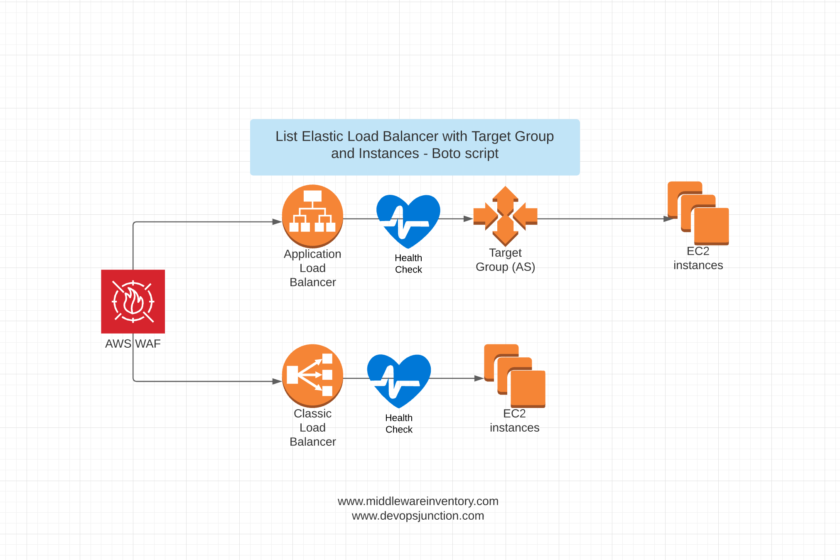 List Elastic Load Balancer with Target Group
and Instances - Boto script
Application
Load
Balancer
Health
Check
Target
Group (AS)
EC2
instances
AWS WAF
Classic
Load
Balancer
Health
Check
EC2
instances
www.middlewareinventory.com
www.devopsjunction.com